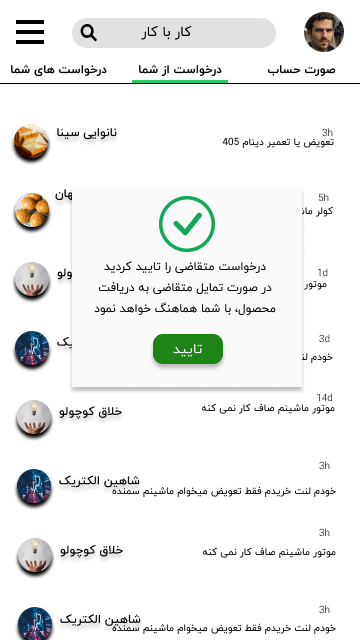 کار با کار
صورت حساب
درخواست از شما
درخواست های شما
نانوایی سینا
3h
تعویض یا تعمیر دینام 405
هان
5h
کولر ماش
ولو
1d
موتور
درخواست متقاضی را تایید کردید
در صورت تمایل متقاضی به دریافت
محصول، با شما هماهنگ خواهد نمود
تایید
یک
3d
خودم لنت
14d
خلاق کوچولو
موتور ماشینم صاف کار نمی کنه
3h
شاهین الکتریک
خودم لنت خریدم فقط تعویض میخوام ماشینم سمنده
3h
خلاق کوچولو
موتور ماشینم صاف کار نمی کنه
3h
شاهین الکتریک
خودم لنت خریدم فقط تعویض میخوام ماشینم سمنده